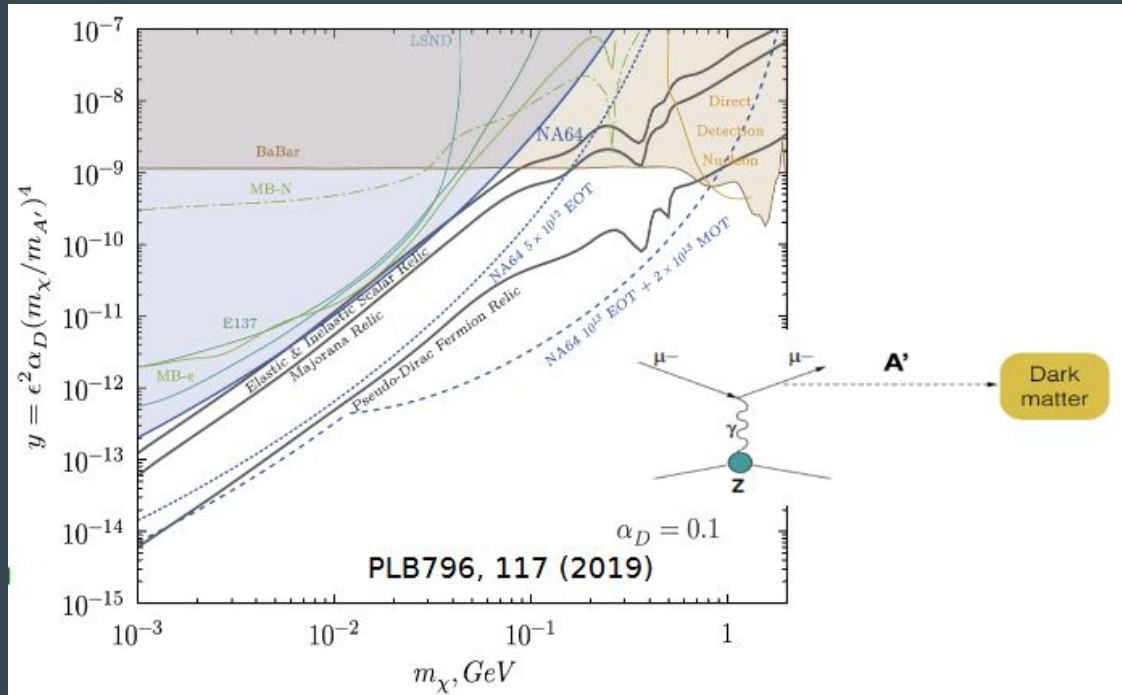 10⁻⁷
10⁻⁸
10⁻⁹
10⁻¹⁰
10⁻¹¹
10⁻¹²
10⁻¹³
10⁻¹⁴
10⁻¹⁵
y = ϵ²α_D(m_χ/m_A′)⁴
LSND
BaBar
MB-N
NA64
Direct
Detection
Nucleon
E137
MB-e
Elastic & Inelastic Scalar Relic
Majorana Relic
Pseudo-Dirac Fermion Relic
NA64 5 × 10¹² EOT
NA64 10¹³ EOT + 2 × 10¹³ MOT
μ−
μ−
A'
Dark
matter
γ
Z
α_D = 0.1
PLB796, 117 (2019)
10⁻³
10⁻²
10⁻¹
1
m_χ, GeV